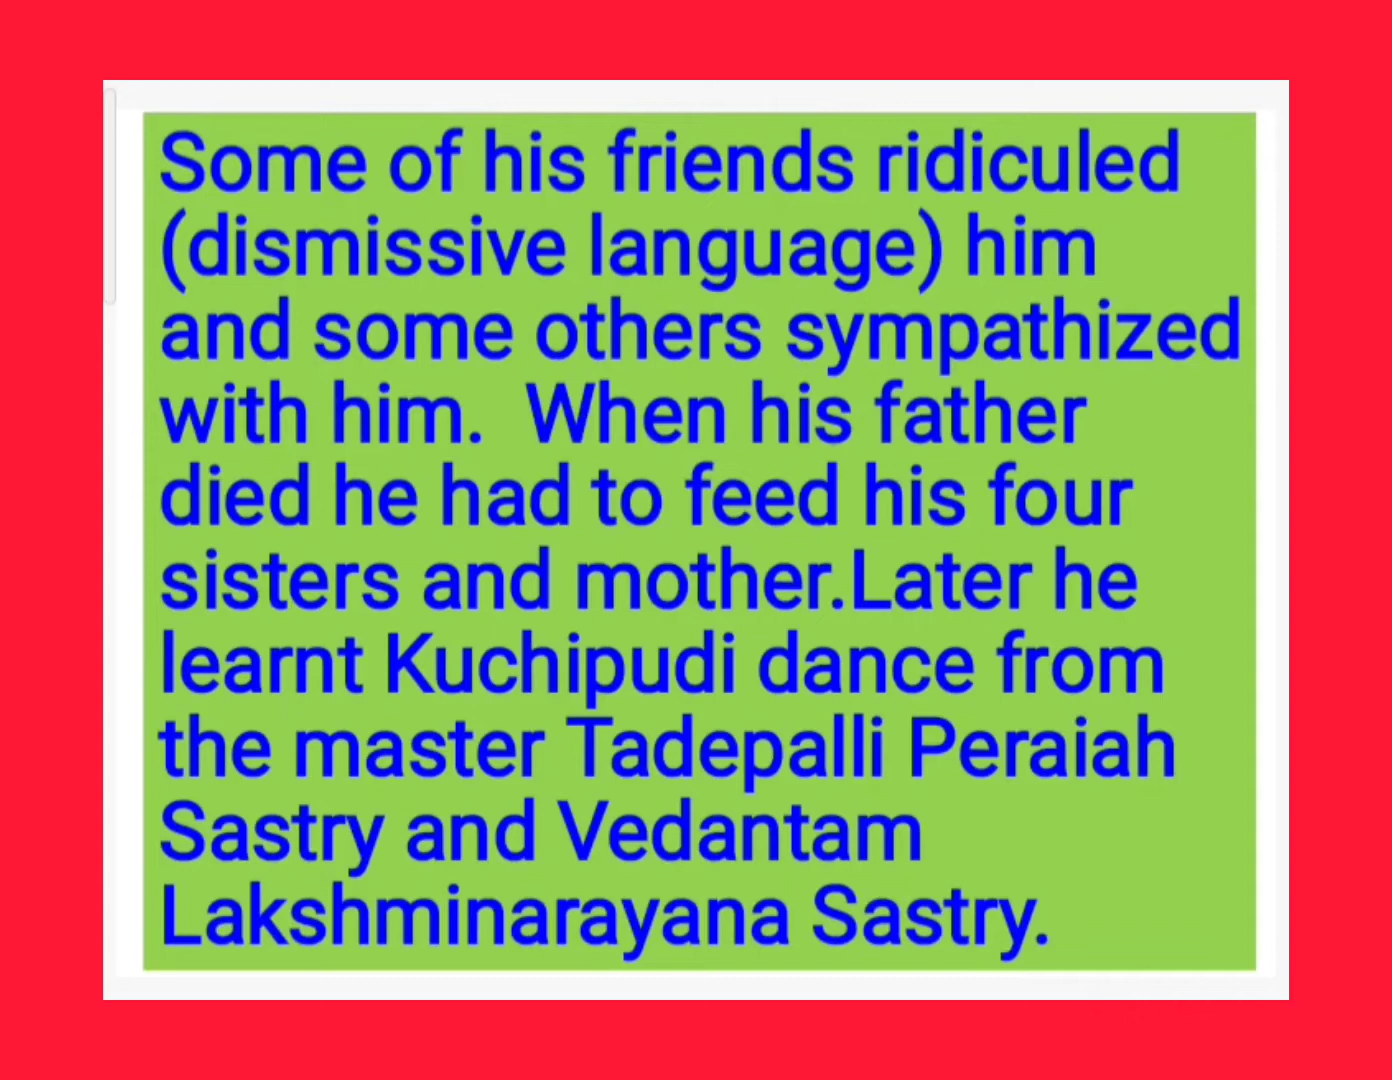 Some of his friends ridiculed
(dismissive language) him
and some others sympathized
with him.  When his father
died he had to feed his four
sisters and mother.Later he
learnt Kuchipudi dance from
the master Tadepalli Peraiah
Sastry and Vedantam
Lakshminarayana Sastry.